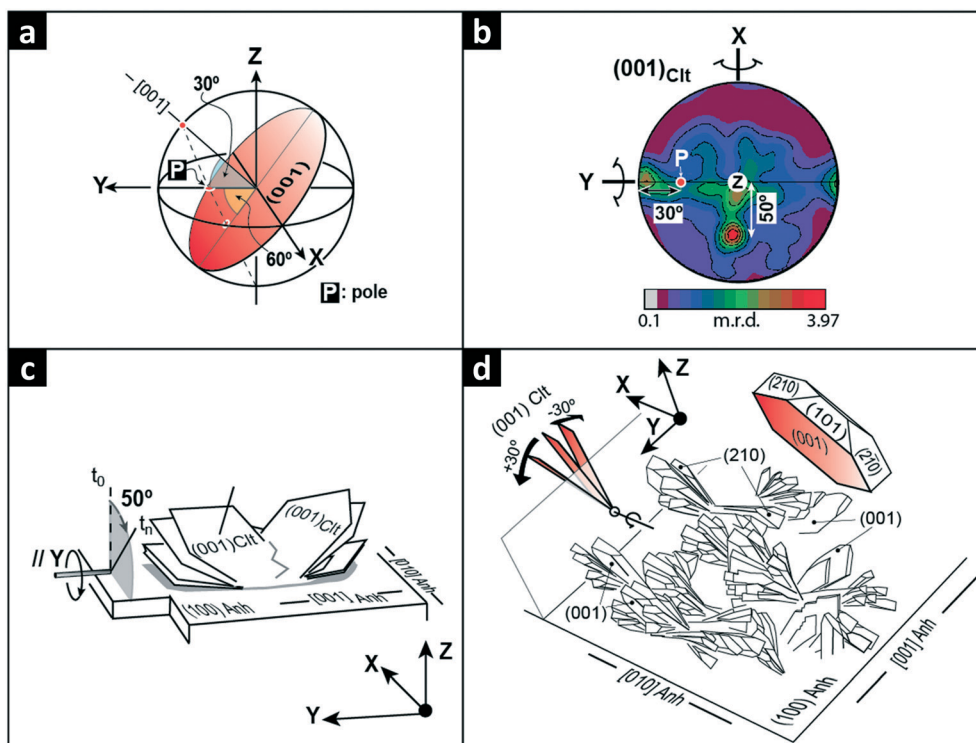 a
Z
30º
– [001]
P
Y
(001)
60º
X
P : pole
b
X
(001)Clt
P
Y
Z
30º
50º
0.1 m.r.d. 3.97
c
t0
50º
tn
// Y
(001)Clt
(001)Clt
(100) Anh
[001] Anh
[010] Anh
X
Z
Y
d
Z
X
Y
(001) Clt
-30º
+30º
(210)
(101)
(001)
(2̄10)
(210)
(001)
(001)
[010] Anh
(100) Anh
[001] Anh